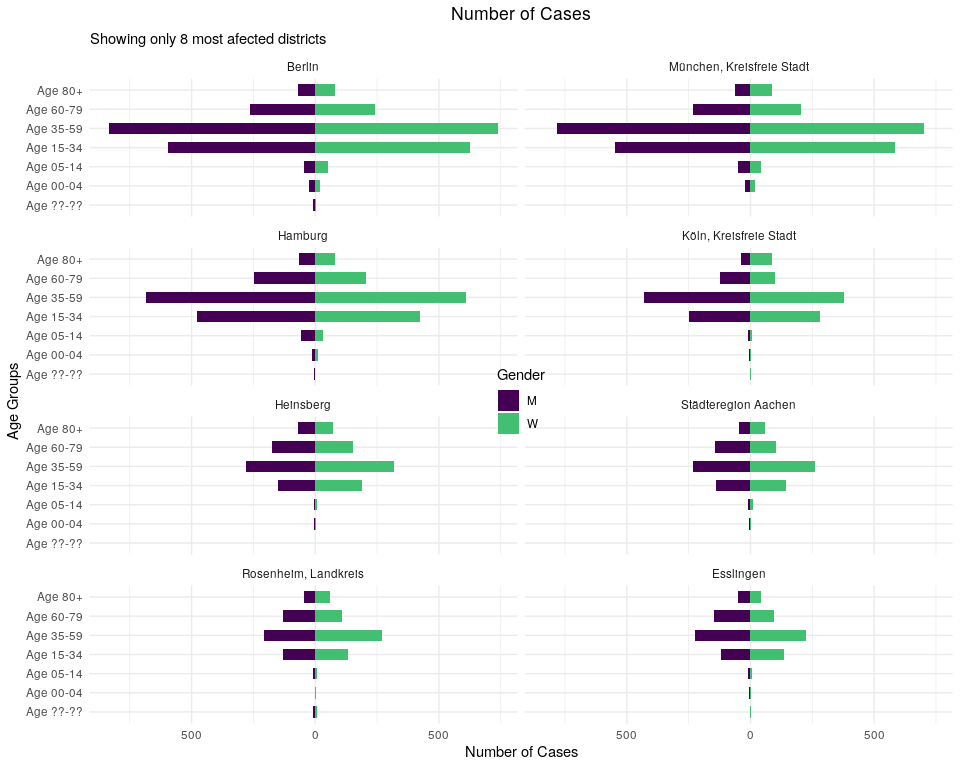 Number of Cases
Showing only 8 most afected districts
Berlin
München, Kreisfreie Stadt
Age 80+
Age 60-79
Age 35-59
Age 15-34
Age 05-14
Age 00-04
Age ??-??
Hamburg
Köln, Kreisfreie Stadt
Age 80+
Age 60-79
Age 35-59
Age 15-34
Age 05-14
Age 00-04
Age ??-??
Age Groups
Gender
M
W
Heinsberg
Städteregion Aachen
Age 80+
Age 60-79
Age 35-59
Age 15-34
Age 05-14
Age 00-04
Age ??-??
Rosenheim, Landkreis
Esslingen
Age 80+
Age 60-79
Age 35-59
Age 15-34
Age 05-14
Age 00-04
Age ??-??
500 0 500 500 0 500
Number of Cases